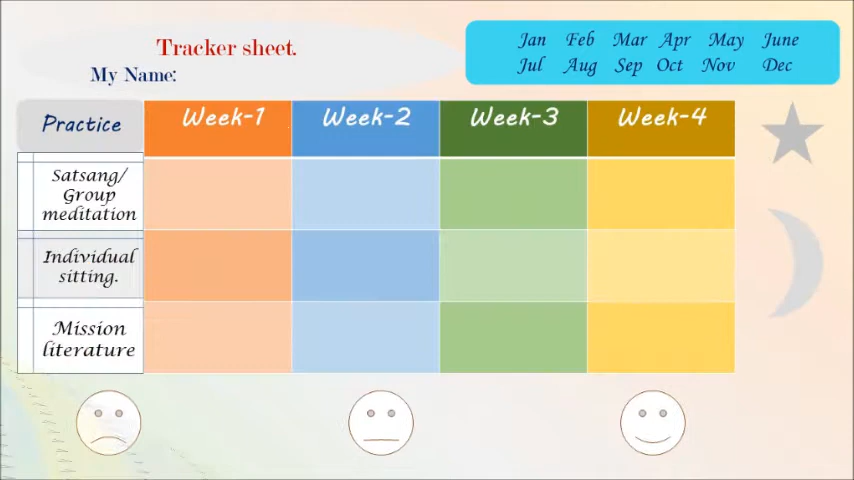 Tracker sheet.
My Name:
Jan Feb Mar Apr May June
Jul Aug Sep Oct Nov Dec
Practice Week-1 Week-2 Week-3 Week-4
Satsang/
Group
meditation
Individual
sitting.
Mission
literature